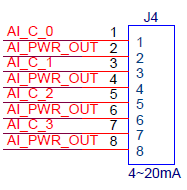 J4
AI_C_0 1 1
AI_PWR_OUT 2 2
AI_C_1 3 3
AI_PWR_OUT 4 4
AI_C_2 5 5
AI_PWR_OUT 6 6
AI_C_3 7 7
AI_PWR_OUT 8 8
4~20mA